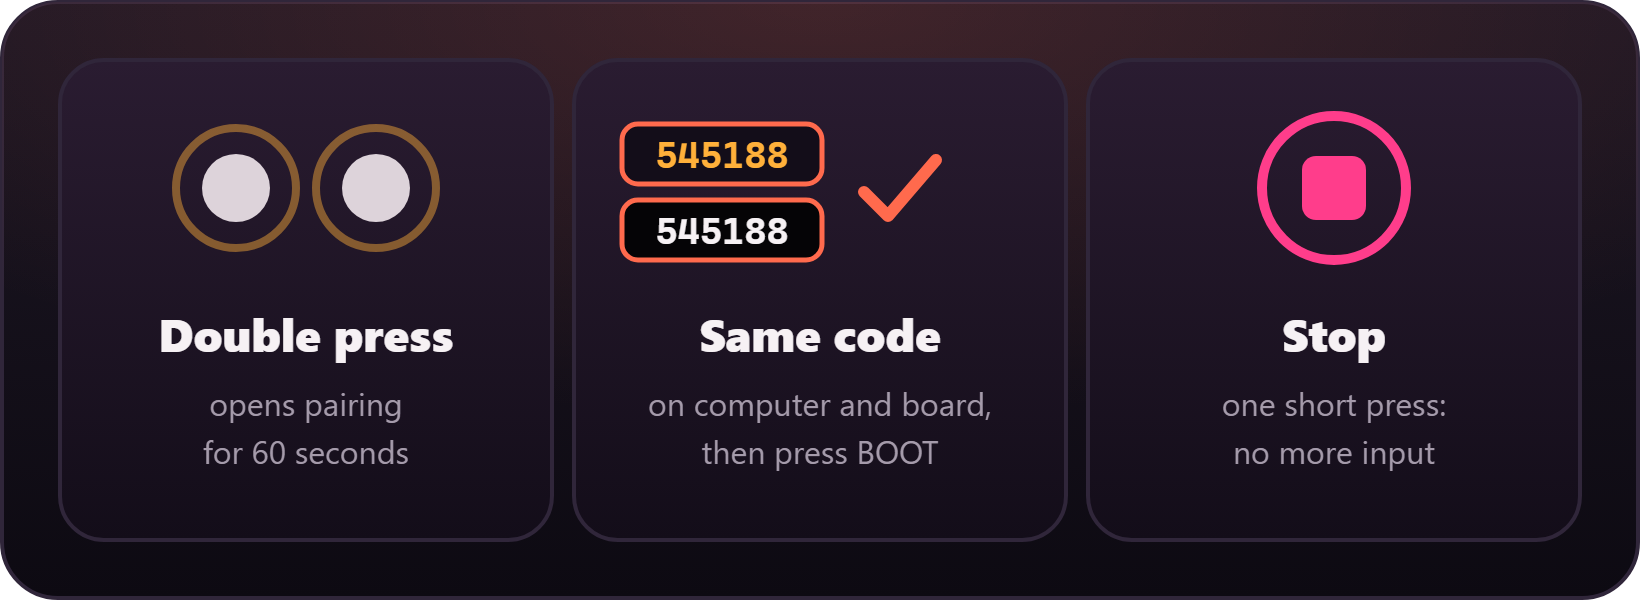 545188
545188
Double press
opens pairing
for 60 seconds
Same code
on computer and board,
then press BOOT
Stop
one short press:
no more input